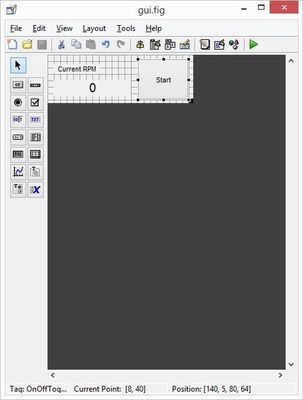 gui.fig
File Edit View Layout Tools Help
Current RPM
0
Start
Tag: OnOffTog... Current Point: [8, 40] Position: [140, 5, 80, 64]